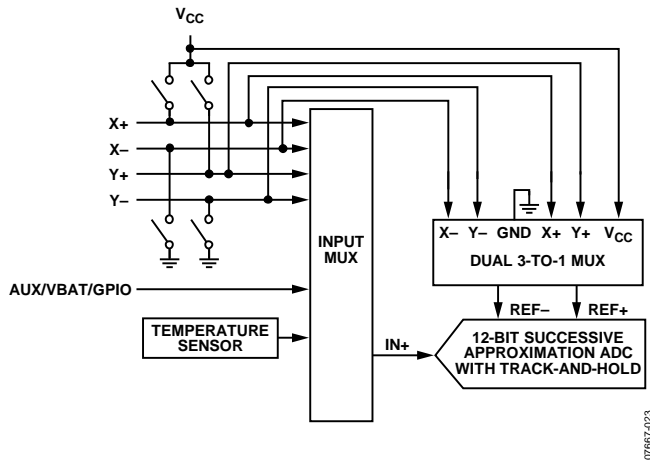 VCC
X+
X–
Y+
Y–
INPUT
MUX
X– Y– GND X+ Y+ VCC
DUAL 3-TO-1 MUX
AUX/VBAT/GPIO
REF– REF+
TEMPERATURE
SENSOR
IN+
12-BIT SUCCESSIVE
APPROXIMATION ADC
WITH TRACK-AND-HOLD
07667-023